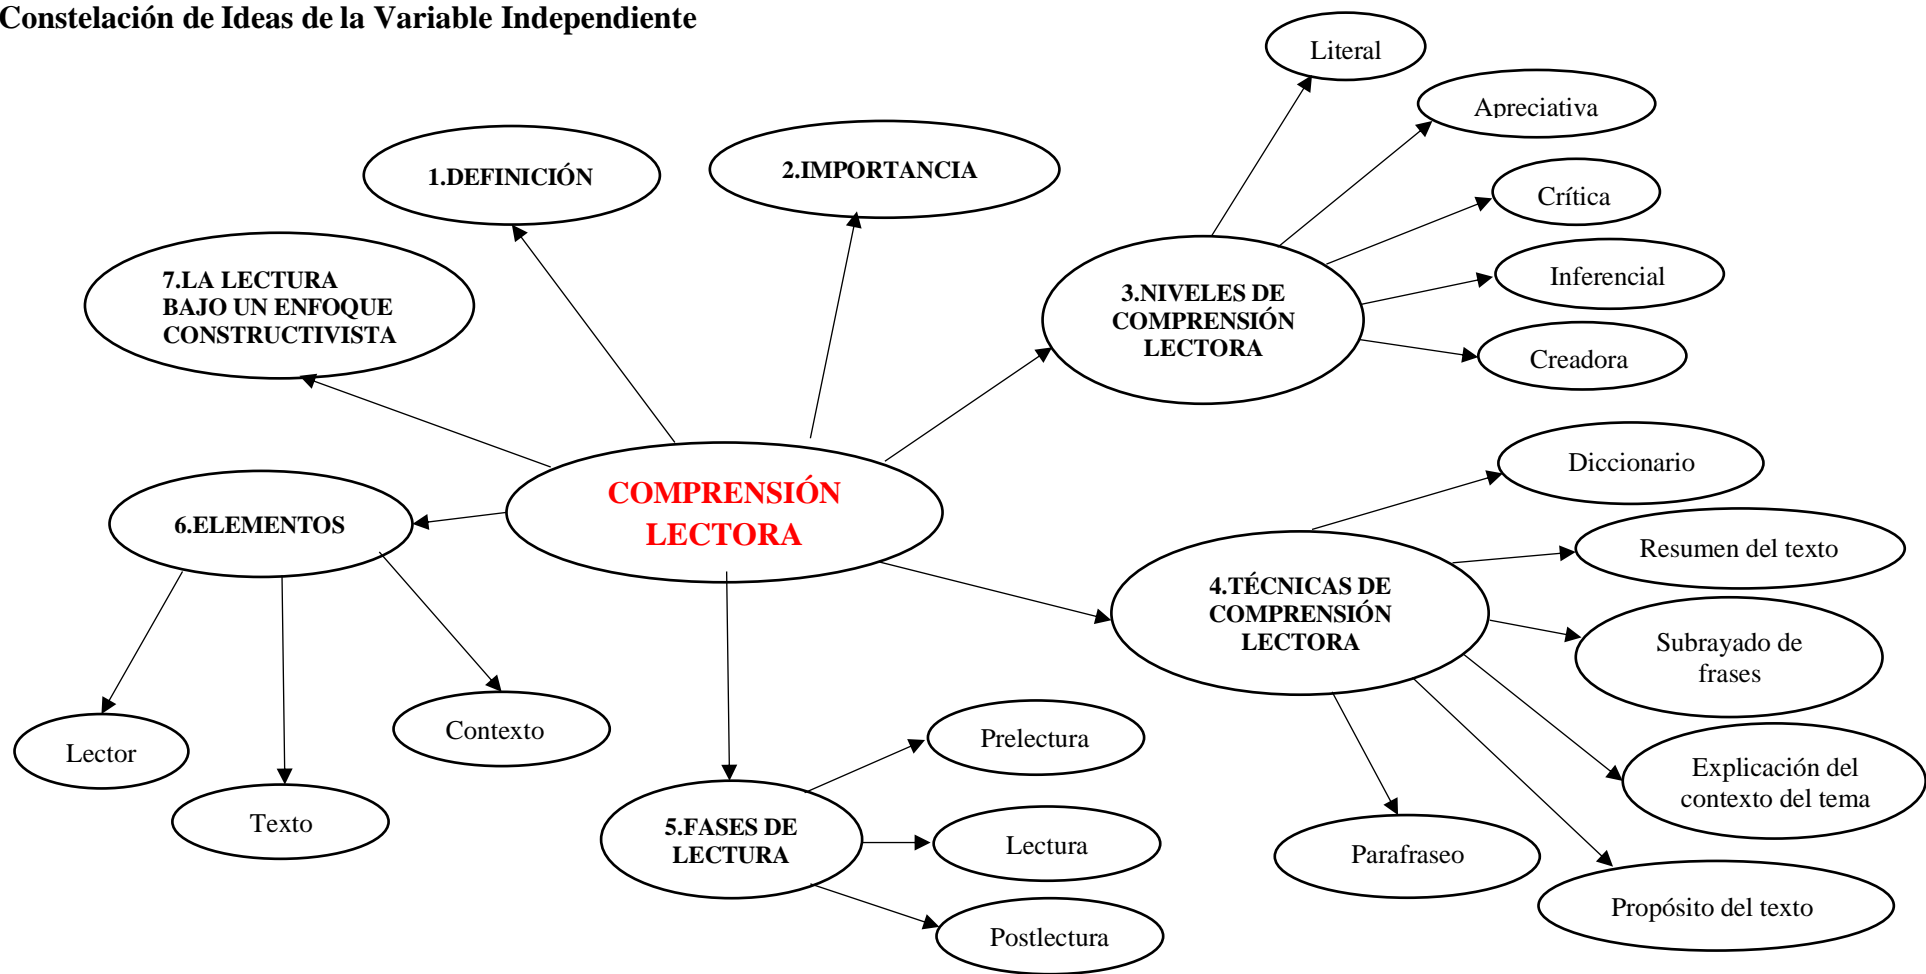 Constelación de Ideas de la Variable Independiente
1.DEFINICIÓN
2.IMPORTANCIA
3.NIVELES DE
COMPRENSIÓN
LECTORA
Literal
Apreciativa
Crítica
Inferencial
Creadora
7.LA LECTURA
BAJO UN ENFOQUE
CONSTRUCTIVISTA
COMPRENSIÓN
LECTORA
6.ELEMENTOS
Lector
Texto
Contexto
5.FASES DE
LECTURA
Prelectura
Lectura
Postlectura
4.TÉCNICAS DE
COMPRENSIÓN
LECTORA
Diccionario
Resumen del texto
Subrayado de
frases
Explicación del
contexto del tema
Propósito del texto
Parafraseo